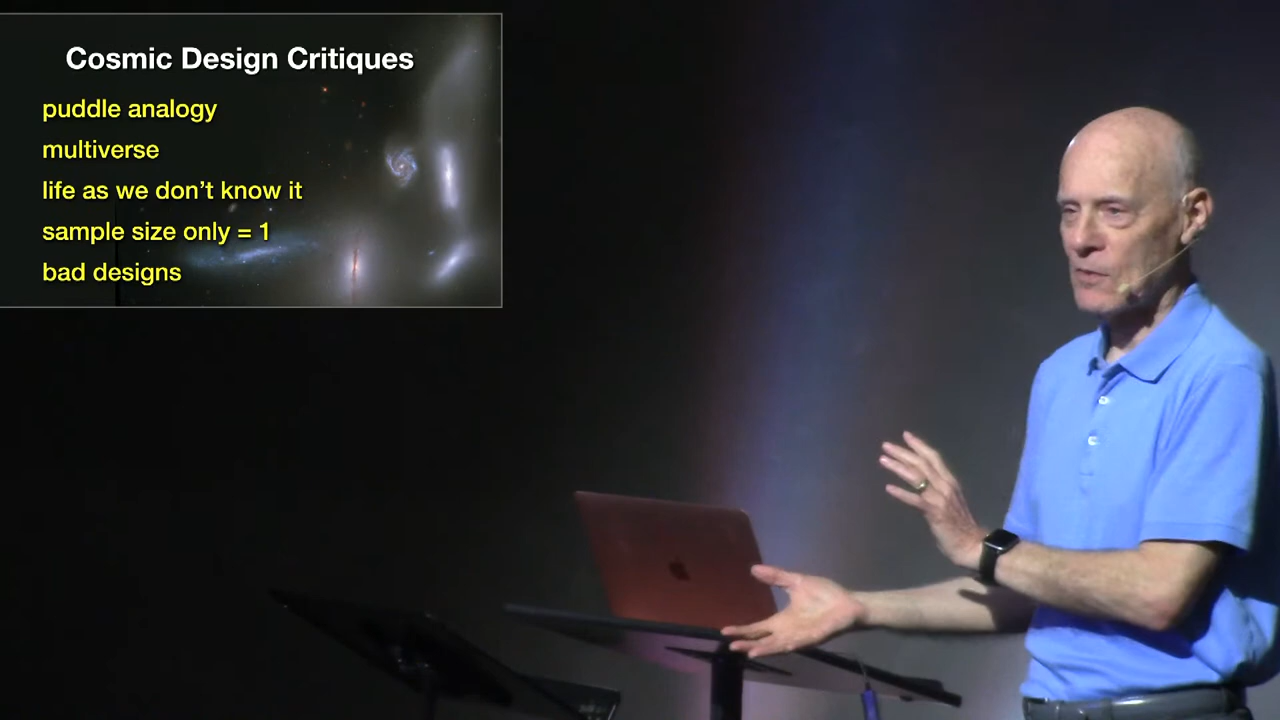 Cosmic Design Critiques
puddle analogy
multiverse
life as we don't know it
sample size only = 1
bad designs